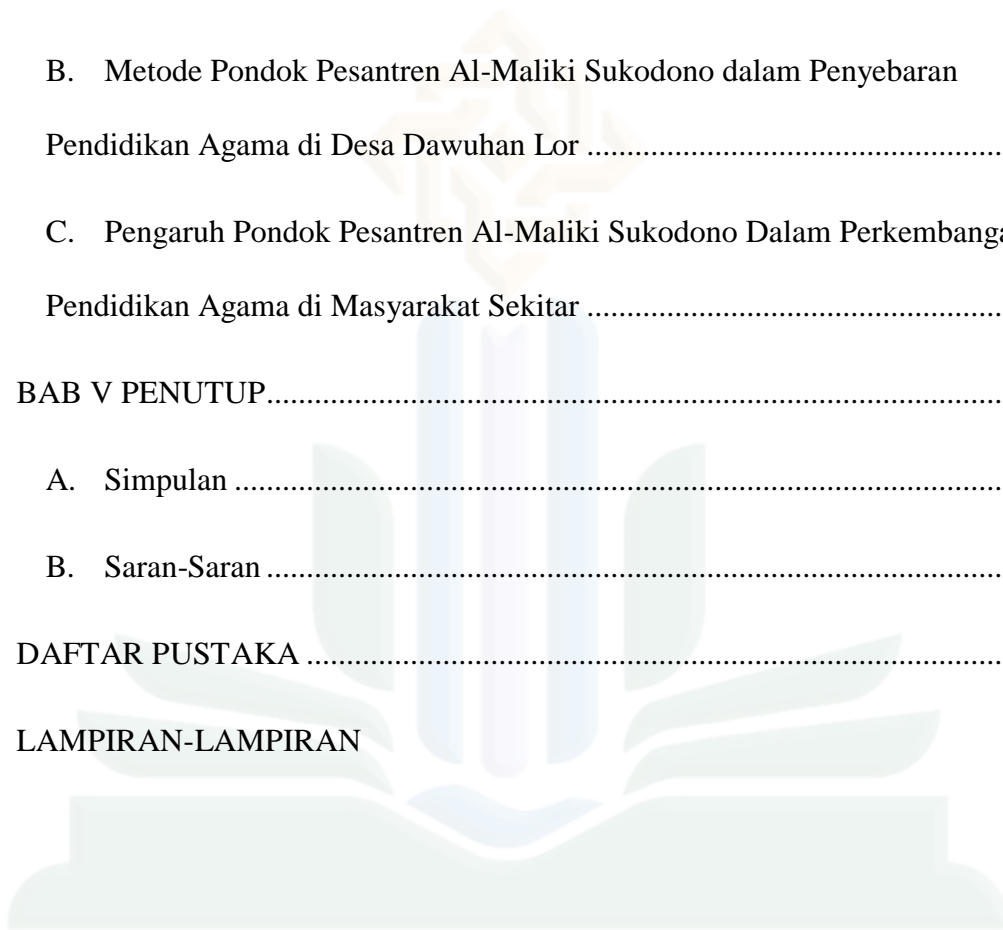 B. Metode Pondok Pesantren Al-Maliki Sukodono dalam Penyebaran
Pendidikan Agama di Desa Dawuhan Lor ..................................................
C. Pengaruh Pondok Pesantren Al-Maliki Sukodono Dalam Perkembanga
Pendidikan Agama di Masyarakat Sekitar ..................................................
BAB V PENUTUP..........................................................................................
A. Simpulan ..............................................................................................
B. Saran-Saran ..........................................................................................
DAFTAR PUSTAKA .....................................................................................
LAMPIRAN-LAMPIRAN